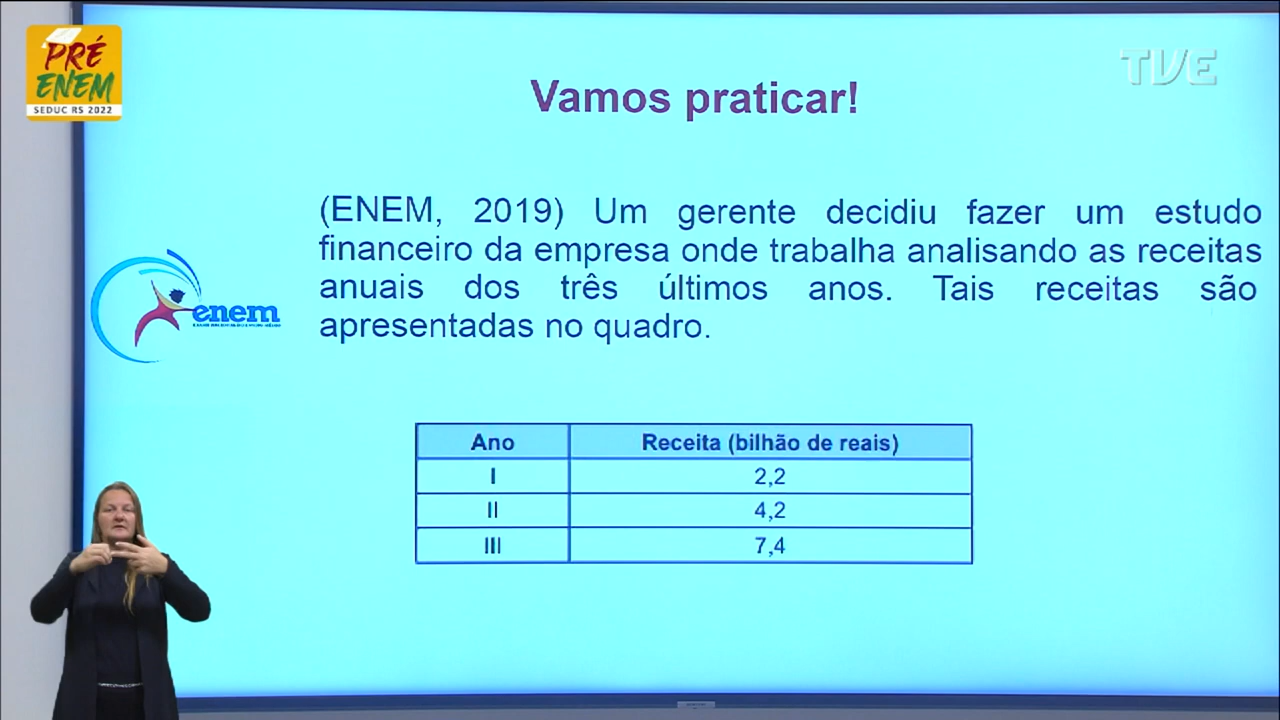 PRÉ
ENEM
SEDUC RS 2022
TVE
Vamos praticar!
(ENEM, 2019) Um gerente decidiu fazer um estudo
financeiro da empresa onde trabalha analisando as receitas
anuais dos três últimos anos. Tais receitas são
apresentadas no quadro.
enem
Ano Receita (bilhão de reais)
I 2,2
II 4,2
III 7,4